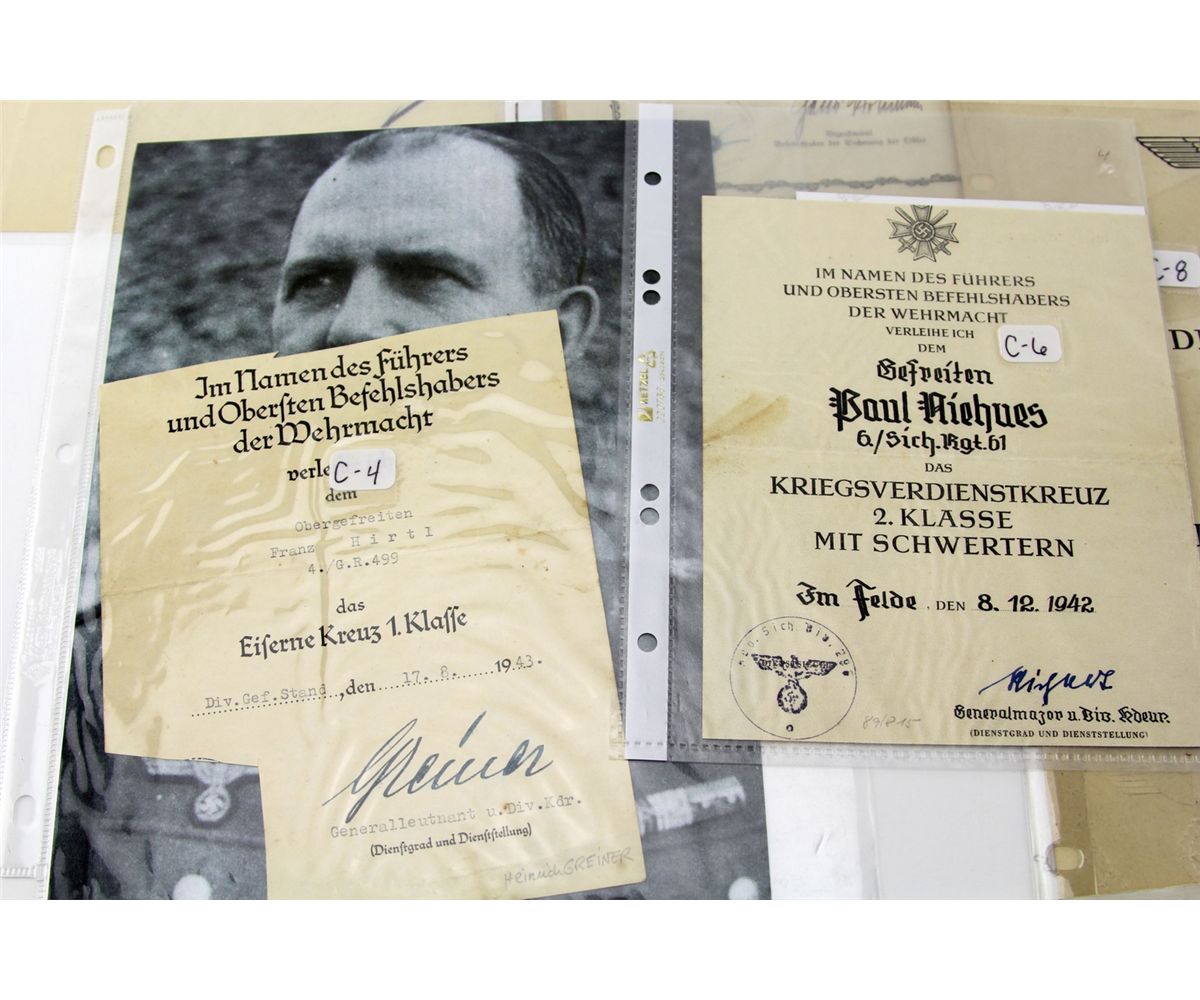 Im Namen des Führers
und Obersten Befehlshabers
der Wehrmacht
verle
C-4
dem
Obergefreiten
Franz Hirtl
4./G.R.499
das
Eiserne Kreuz 1. Klasse
Div.Gef.Stand, den 17. 8. 1943.
Greiner
Generalleutnant u.Div.Kdr.
(Dienstgrad und Dienststellung)
Heinrich GREINER
IM NAMEN DES FÜHRERS
UND OBERSTEN BEFEHLSHABERS
DER WEHRMACHT
VERLEIHE ICH
DEM
C-6
Gefreiten
Paul Niehues
6./Sich.Rgt.61
DAS
KRIEGSVERDIENSTKREUZ
2. KLASSE
MIT SCHWERTERN
Im Felde, DEN 8. 12. 1942
Generalmajor u. Div. Kdeur.
(DIENSTGRAD UND DIENSTSTELLUNG)
C-8